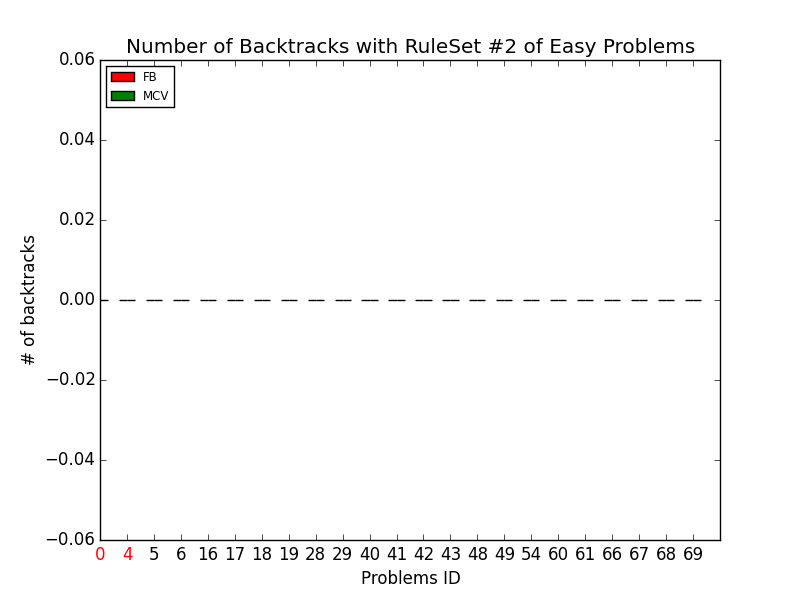 Number of Backtracks with RuleSet #2 of Easy Problems
FB
MCV
0.06
0.04
0.02
0.00
−0.02
−0.04
−0.06
# of backtracks
0 4 5 6 16 17 18 19 28 29 40 41 42 43 48 49 54 60 61 66 67 68 69
Problems ID